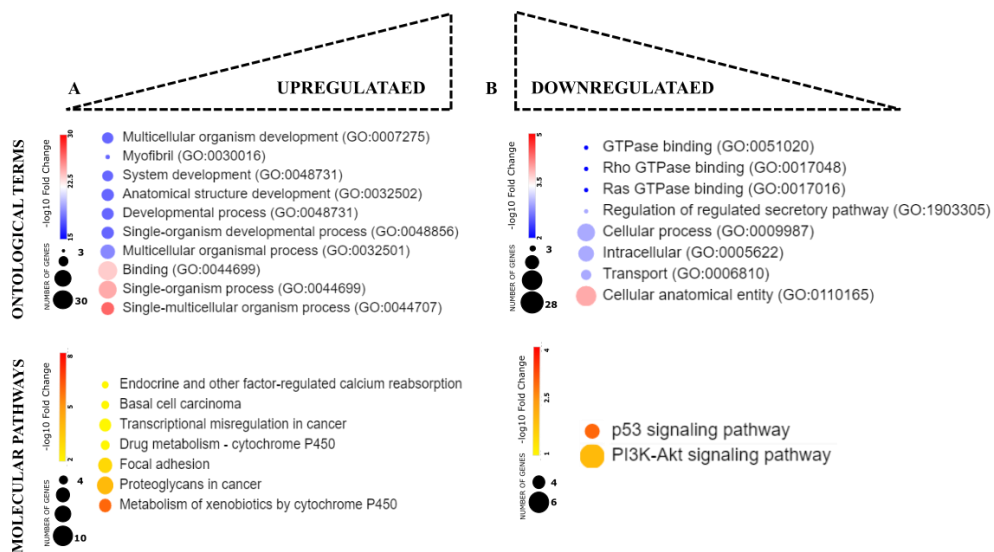 A
UPREGULATAED
B
DOWNREGULATAED
ONTOLOGICAL TERMS
30
22.5
15
-log10 Fold Change
3
30
NUMBER OF GENES
Multicellular organism development (GO:0007275)
Myofibril (GO:0030016)
System development (GO:0048731)
Anatomical structure development (GO:0032502)
Developmental process (GO:0048731)
Single-organism developmental process (GO:0048856)
Multicellular organismal process (GO:0032501)
Binding (GO:0044699)
Single-organism process (GO:0044699)
Single-multicellular organism process (GO:0044707)
5
3.5
2
-log10 Fold Change
3
28
NUMBER OF GENES
GTPase binding (GO:0051020)
Rho GTPase binding (GO:0017048)
Ras GTPase binding (GO:0017016)
Regulation of regulated secretory pathway (GO:1903305)
Cellular process (GO:0009987)
Intracellular (GO:0005622)
Transport (GO:0006810)
Cellular anatomical entity (GO:0110165)
MOLECULAR PATHWAYS
8
5
2
-log10 Fold Change
4
10
NUMBER OF GENES
Endocrine and other factor-regulated calcium reabsorption
Basal cell carcinoma
Transcriptional misregulation in cancer
Drug metabolism - cytochrome P450
Focal adhesion
Proteoglycans in cancer
Metabolism of xenobiotics by cytochrome P450
4
2.5
1
-log10 Fold Change
4
6
NUMBER OF GENES
p53 signaling pathway
PI3K-Akt signaling pathway